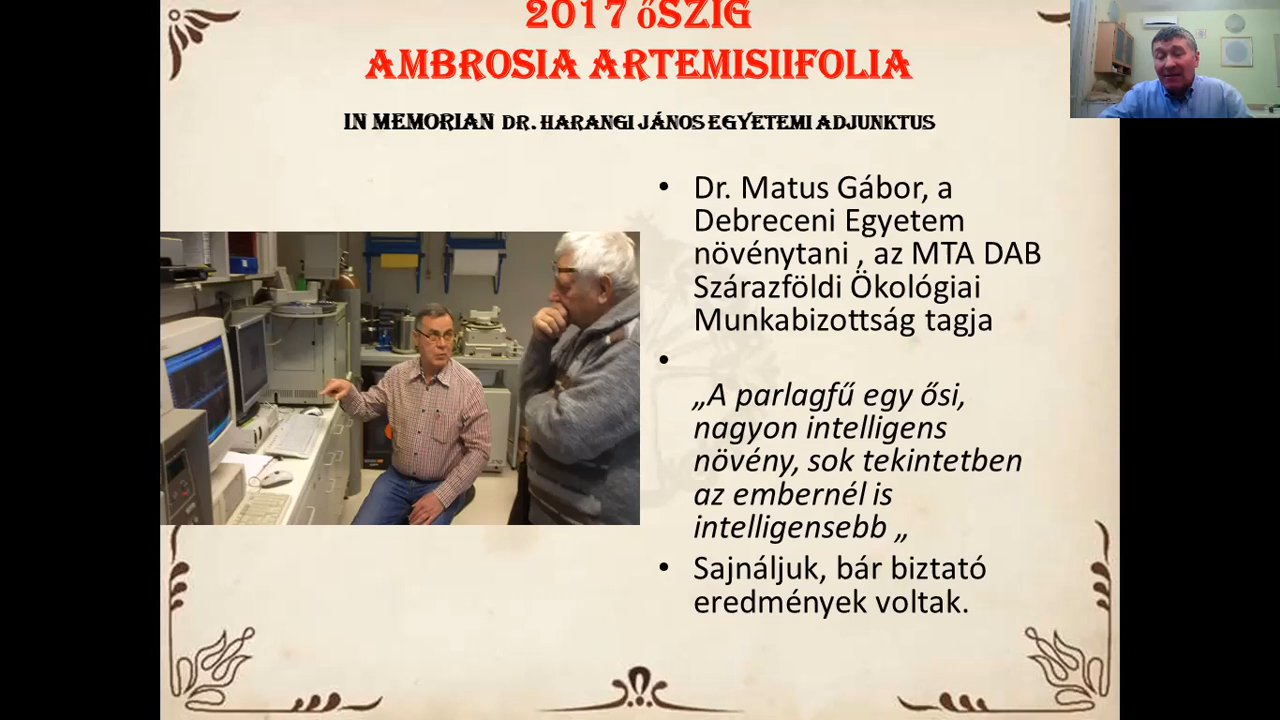 2017 őszig
Ambrosia artemisiifolia
In memorian Dr. Harangi János egyetemi adjunktus
• Dr. Matus Gábor, a
Debreceni Egyetem
növénytani , az MTA DAB
Szárazföldi Ökológiai
Munkabizottság tagja
•
„A parlagfű egy ősi,
nagyon intelligens
növény, sok tekintetben
az embernél is
intelligensebb „
• Sajnáljuk, bár biztató
eredmények voltak.